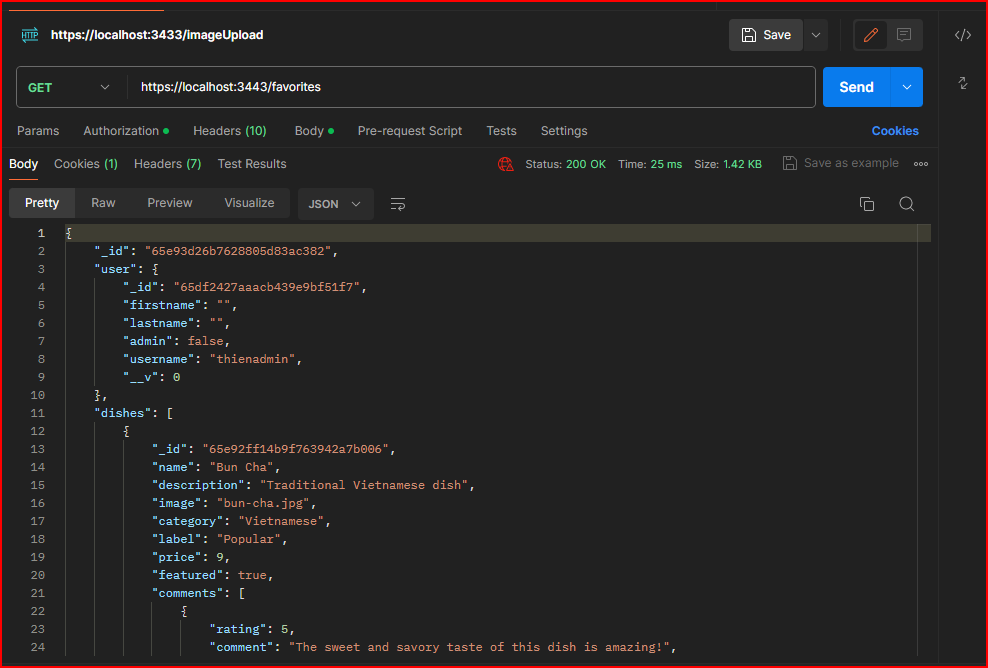 HTTP https://localhost:3433/imageUpload Save
GET https://localhost:3443/favorites Send
Params Authorization Headers (10) Body Pre-request Script Tests Settings Cookies
Body Cookies (1) Headers (7) Test Results Status: 200 OK Time: 25 ms Size: 1.42 KB Save as example
Pretty Raw Preview Visualize JSON
1 {
2 "_id": "65e93d26b7628805d83ac382",
3 "user": {
4 "_id": "65df2427aaacb439e9bf51f7",
5 "firstname": "",
6 "lastname": "",
7 "admin": false,
8 "username": "thienadmin",
9 "__v": 0
10 },
11 "dishes": [
12 {
13 "_id": "65e92ff14b9f763942a7b006",
14 "name": "Bun Cha",
15 "description": "Traditional Vietnamese dish",
16 "image": "bun-cha.jpg",
17 "category": "Vietnamese",
18 "label": "Popular",
19 "price": 9,
20 "featured": true,
21 "comments": [
22 {
23 "rating": 5,
24 "comment": "The sweet and savory taste of this dish is amazing!",